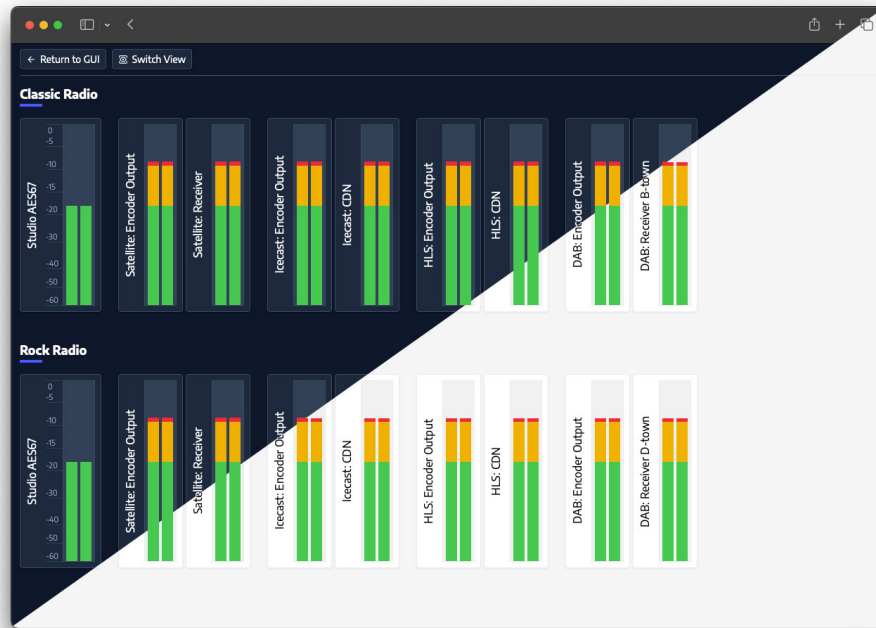 ← Return to GUI
Switch View
Classic Radio
0
-5
-10
-15
-20
-30
-40
-50
-60
Studio AES67
Satellite: Encoder Output
Satellite: Receiver
Icecast: Encoder Output
Icecast: CDN
HLS: Encoder Output
HLS: CDN
DAB: Encoder Output
DAB: Receiver B-town
Rock Radio
0
-5
-10
-15
-20
-30
-40
-50
-60
Studio AES67
Satellite: Encoder Output
Satellite: Receiver
Icecast: Encoder Output
Icecast: CDN
HLS: Encoder Output
HLS: CDN
DAB: Encoder Output
DAB: Receiver D-town